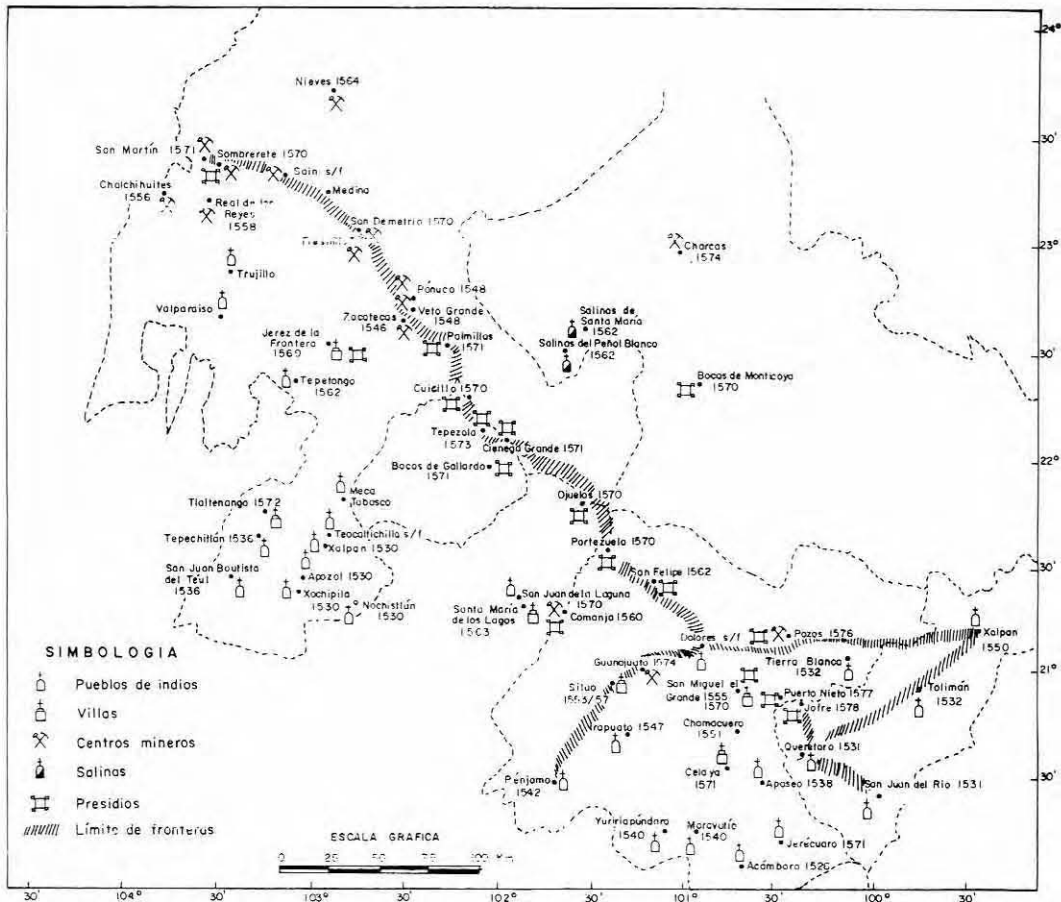 24°
Nieves 1564
30'
San Martín 1571
Sombrerete 1570
Sain s/f
Chalchihuites
1556
Medina
Real de los
Reyes
1558
San Demetrio 1570
23°
Charcas
1574
Trujillo
Valparaíso
Pánuco 1548
Veta Grande
1548
Zacatecas
1546
Palmillas
1571
Salinas de
Santa María
1562
Salinas del Peñol Blanco
1562
30'
Jerez de la
Frontera
1569
Tepetongo
1562
Bocas de Maticoya
1570
Cuicillo 1570
Tepezala
1573
Cienega Grande 1571
Bocas de Gallardo
1571
22°
Meca
Tabasco
Ojuelos 1570
Tlaltenango 1572
Tepechitlán 1536
Teocaltichilla s/f
Xalpan 1530
Portezuelo 1570
30'
San Juan Bautista
del Teul
1536
Apozol 1530
Xochipila
1530
Nochistlán
1530
San Felipe 1562
San Juan de la Laguna
1570
Santa María
de los Lagos
1563
Comanja 1560
Dolores s/f
Pozos 1576
Xalpan
1550
SIMBOLOGIA
Pueblos de indios
Villas
Centros mineros
Salinas
Presidios
Límite de fronteras
21°
Guanajuato 1574
Tierra Blanca
1532
Silao
1553/57
San Miguel el
Grande 1555
1570
Puerto Nieto 1577
Jofre 1578
Tolimán
1532
Irapuato 1547
Chamacuero
1551
Querétaro 1531
Pénjamo
1542
Celaya
1571
Apaseo 1538
San Juan del Río 1531
30'
Yuririapúndaro
1540
Maravatío
1540
Jerécuaro 1571
Acámbaro 1526
ESCALA GRAFICA
0 25 50 75 100 Km.
30' 104° 30' 103° 30' 102° 30' 101° 30' 100° 30'